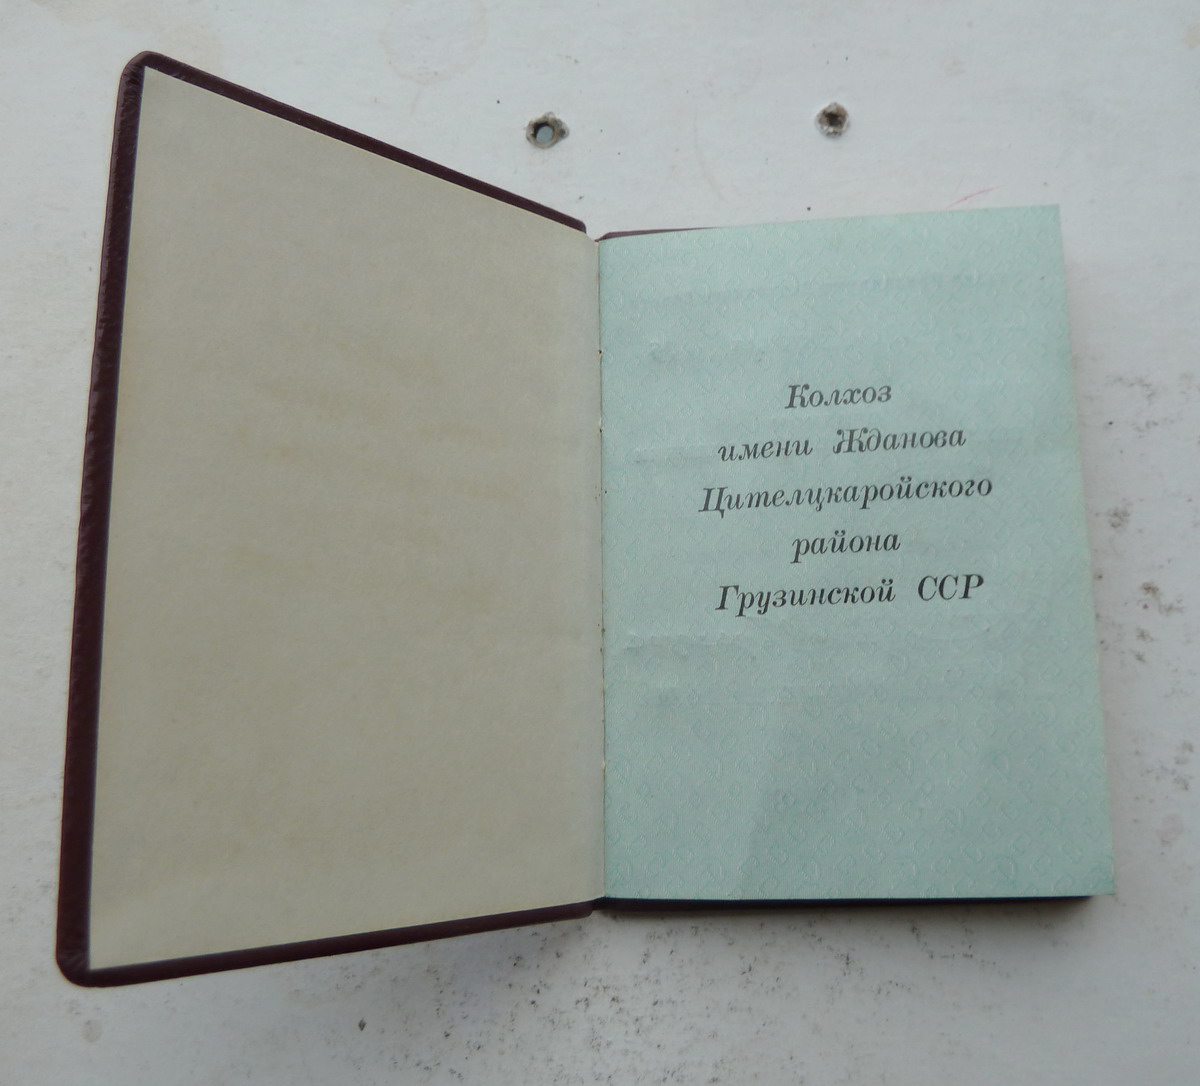 Колхоз
имени Жданова
Цителцкаройского
района
Грузинской ССР